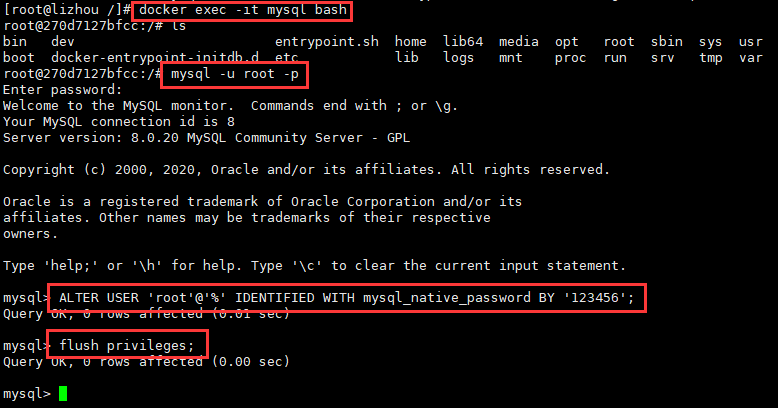 [root@lizhou /]# docker exec -it mysql bash
root@270d7127bfcc:/# ls
bin   dev                         entrypoint.sh  home  lib64  media  opt   root  sbin  sys  usr
boot  docker-entrypoint-initdb.d  etc            lib   logs   mnt    proc  run   srv   tmp  var
root@270d7127bfcc:/# mysql -u root -p
Enter password:
Welcome to the MySQL monitor.  Commands end with ; or \g.
Your MySQL connection id is 8
Server version: 8.0.20 MySQL Community Server - GPL
Copyright (c) 2000, 2020, Oracle and/or its affiliates. All rights reserved.
Oracle is a registered trademark of Oracle Corporation and/or its
affiliates. Other names may be trademarks of their respective
owners.
Type 'help;' or '\h' for help. Type '\c' to clear the current input statement.
mysql> ALTER USER 'root'@'%' IDENTIFIED WITH mysql_native_password BY '123456';
Query OK, 0 rows affected (0.01 sec)
mysql> flush privileges;
Query OK, 0 rows affected (0.00 sec)
mysql>